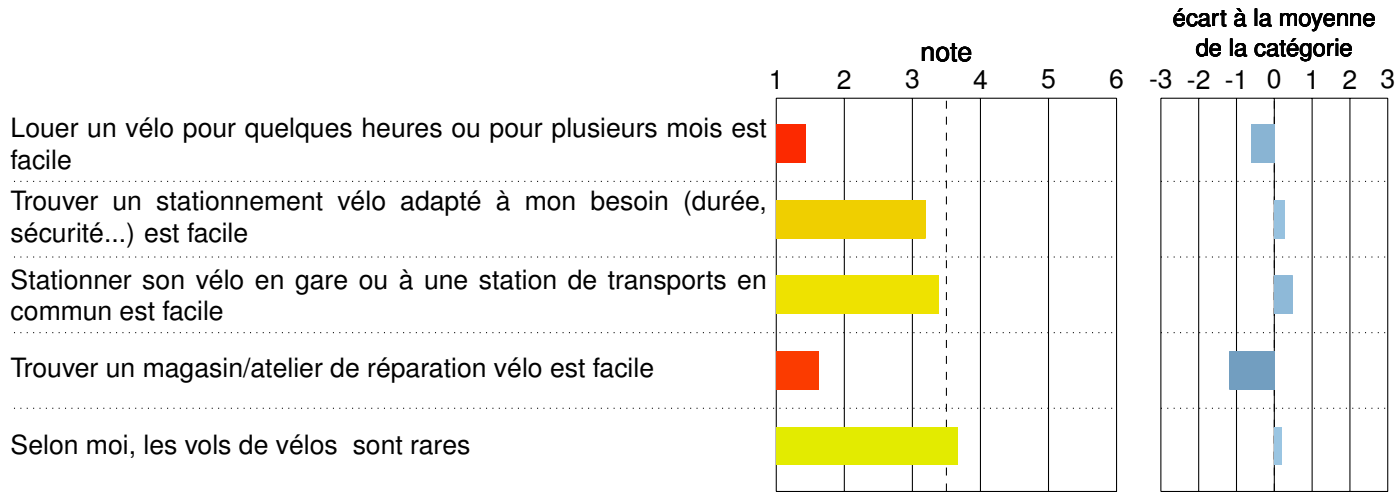 écart à la moyenne
note de la catégorie
1 2 3 4 5 6 -3 -2 -1 0 1 2 3
Louer un vélo pour quelques heures ou pour plusieurs mois est
facile
Trouver un stationnement vélo adapté à mon besoin (durée,
sécurité...) est facile
Stationner son vélo en gare ou à une station de transports en
commun est facile
Trouver un magasin/atelier de réparation vélo est facile
Selon moi, les vols de vélos sont rares